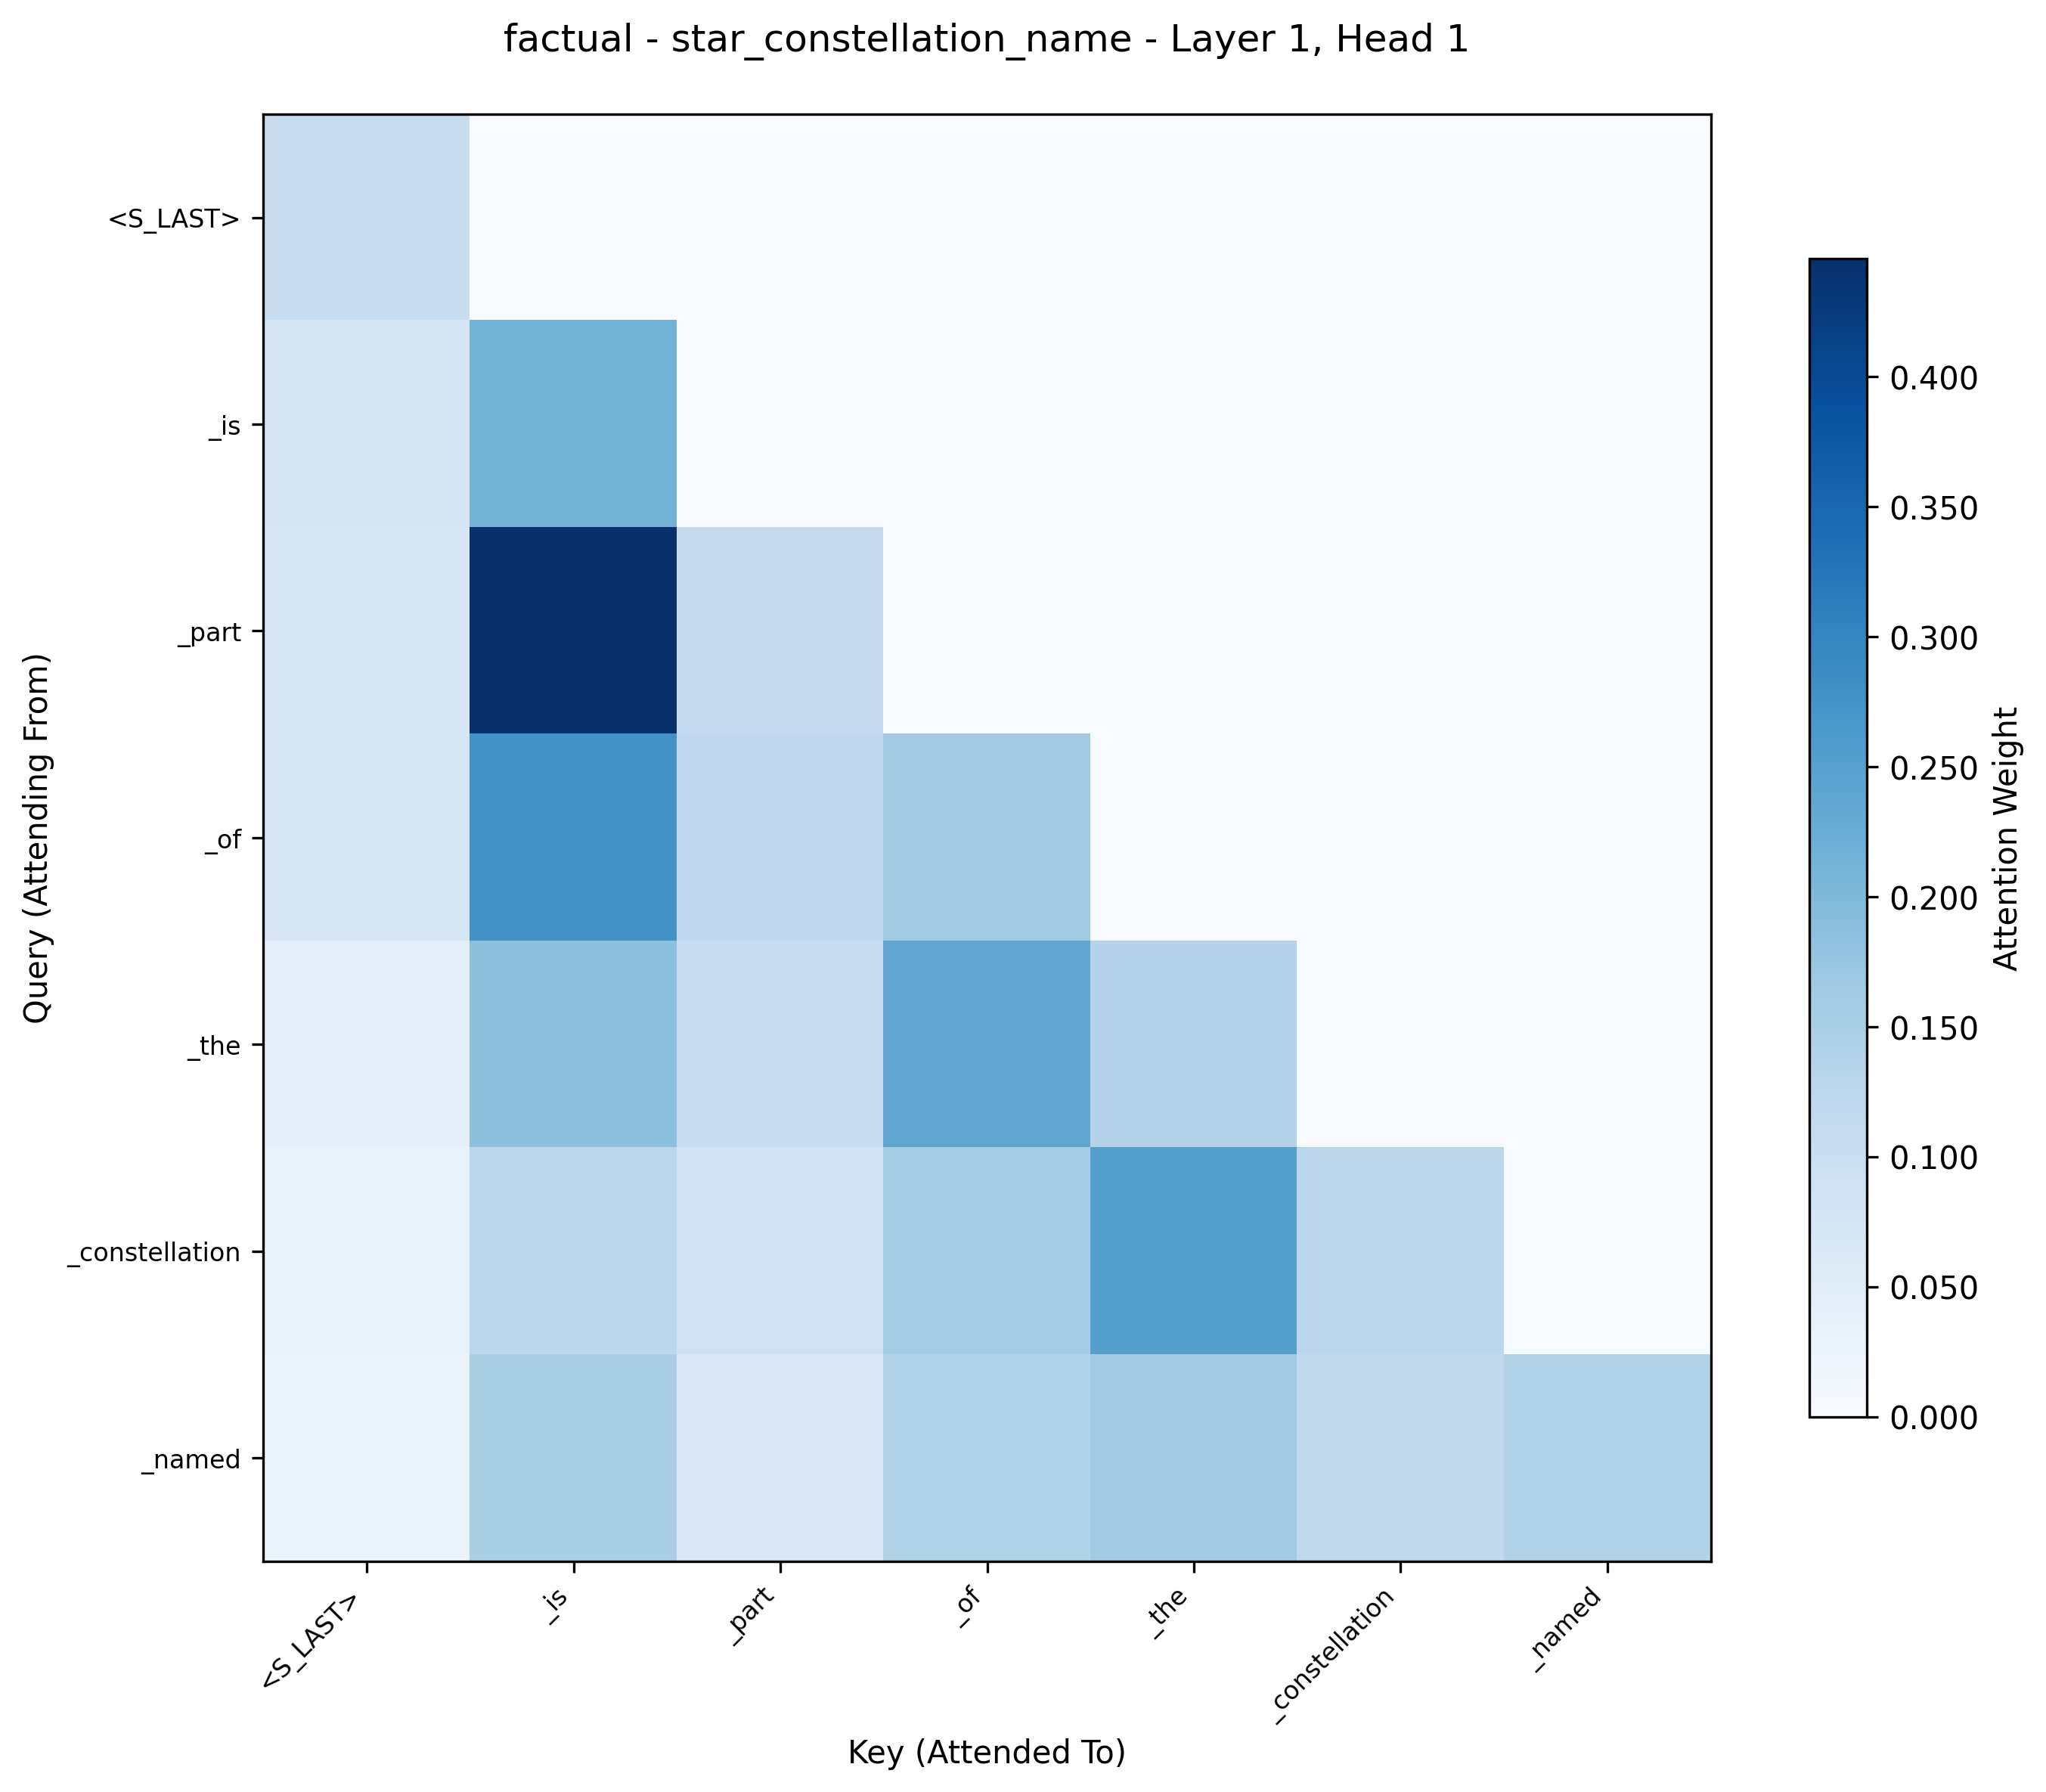 factual - star_constellation_name - Layer 1, Head 1
Query (Attending From)
<S_LAST>
_is
_part
_of
_the
_constellation
_named
<S_LAST>
_is
_part
_of
_the
_constellation
_named
Key (Attended To)
0.400
0.350
0.300
0.250
0.200
0.150
0.100
0.050
0.000
Attention Weight